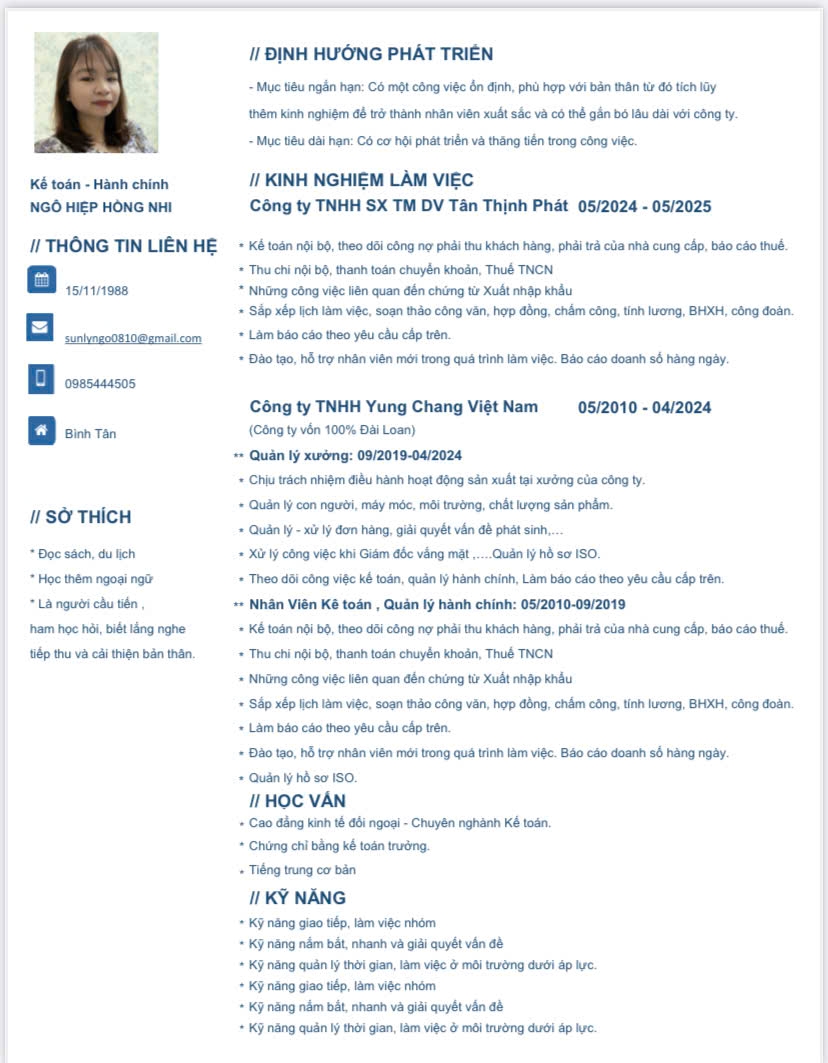 Kế toán - Hành chính
NGÔ HIỆP HỒNG NHI
// THÔNG TIN LIÊN HỆ
15/11/1988
sunlyngo0810@gmail.com
0985444505
Bình Tân
// SỞ THÍCH
* Đọc sách, du lịch
* Học thêm ngoại ngữ
* Là người cầu tiến ,
ham học hỏi, biết lắng nghe
tiếp thu và cải thiện bản thân.
// ĐỊNH HƯỚNG PHÁT TRIỂN
- Mục tiêu ngắn hạn: Có một công việc ổn định, phù hợp với bản thân từ đó tích lũy
thêm kinh nghiệm để trở thành nhân viên xuất sắc và có thể gắn bó lâu dài với công ty.
- Mục tiêu dài hạn: Có cơ hội phát triển và thăng tiến trong công việc.
// KINH NGHIỆM LÀM VIỆC
Công ty TNHH SX TM DV Tân Thịnh Phát 05/2024 - 05/2025
* Kế toán nội bộ, theo dõi công nợ phải thu khách hàng, phải trả của nhà cung cấp, báo cáo thuế.
* Thu chi nội bộ, thanh toán chuyển khoản, Thuế TNCN
* Những công việc liên quan đến chứng từ Xuất nhập khẩu
* Sắp xếp lịch làm việc, soạn thảo công văn, hợp đồng, chấm công, tính lương, BHXH, công đoàn.
* Làm báo cáo theo yêu cầu cấp trên.
* Đào tạo, hỗ trợ nhân viên mới trong quá trình làm việc. Báo cáo doanh số hàng ngày.
Công ty TNHH Yung Chang Việt Nam 05/2010 - 04/2024
(Công ty vốn 100% Đài Loan)
** Quản lý xưởng: 09/2019-04/2024
* Chịu trách nhiệm điều hành hoạt động sản xuất tại xưởng của công ty.
* Quản lý con người, máy móc, môi trường, chất lượng sản phẩm.
* Quản lý - xử lý đơn hàng, giải quyết vấn đề phát sinh,...
* Xử lý công việc khi Giám đốc vắng mặt ,....Quản lý hồ sơ ISO.
* Theo dõi công việc kế toán, quản lý hành chính, Làm báo cáo theo yêu cầu cấp trên.
** Nhân Viên Kê toán , Quản lý hành chính: 05/2010-09/2019
* Kế toán nội bộ, theo dõi công nợ phải thu khách hàng, phải trả của nhà cung cấp, báo cáo thuế.
* Thu chi nội bộ, thanh toán chuyển khoản, Thuế TNCN
* Những công việc liên quan đến chứng từ Xuất nhập khẩu
* Sắp xếp lịch làm việc, soạn thảo công văn, hợp đồng, chấm công, tính lương, BHXH, công đoàn.
* Làm báo cáo theo yêu cầu cấp trên.
* Đào tạo, hỗ trợ nhân viên mới trong quá trình làm việc. Báo cáo doanh số hàng ngày.
* Quản lý hồ sơ ISO.
// HỌC VẤN
* Cao đẳng kinh tế đối ngoại - Chuyên nghành Kế toán.
* Chứng chỉ bằng kế toán trưởng.
* Tiếng trung cơ bản
// KỸ NĂNG
* Kỹ năng giao tiếp, làm việc nhóm
* Kỹ năng nắm bắt, nhanh và giải quyết vấn đề
* Kỹ năng quản lý thời gian, làm việc ở môi trường dưới áp lực.
* Kỹ năng giao tiếp, làm việc nhóm
* Kỹ năng nắm bắt, nhanh và giải quyết vấn đề
* Kỹ năng quản lý thời gian, làm việc ở môi trường dưới áp lực.